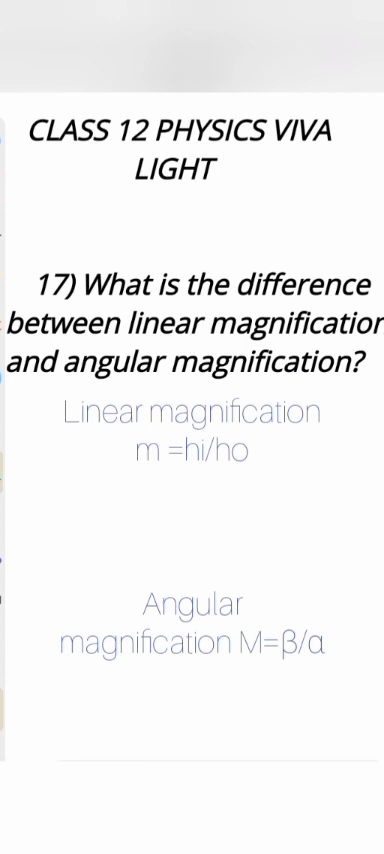 CLASS 12 PHYSICS VIVA
LIGHT
17) What is the difference
between linear magnification
and angular magnification?
Linear magnification
m =hi/ho
Angular
magnification M=β/α